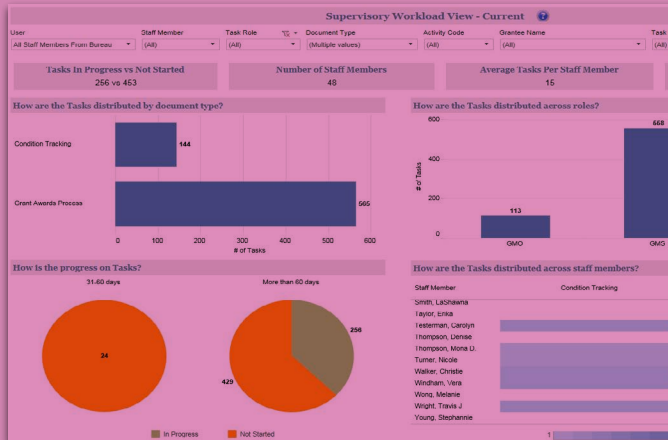 Supervisory Workload View - Current ?
User Staff Member Task Role Document Type Activity Code Grantee Name Task
All Staff Members From Bureau (All) (All) (Multiple values) (All) (All) (All)
Tasks In Progress vs Not Started Number of Staff Members Average Tasks Per Staff Member
256 vs 453 48 15
How are the Tasks distributed by document type? How are the Tasks distributed across roles?
600
668
Condition Tracking 144
400
# of Tasks
200
Grant Awards Process 565
113
0
0 100 200 300 400 500 600 GMO GMS
# of Tasks
How is the progress on Tasks? How are the Tasks distributed across staff members?
31-60 days More than 60 days Staff Member Condition Tracking
Smith, LaShawna
Taylor, Erika
Testerman, Carolyn
256
Thompson, Denise
Thompson, Mona D.
34
Turner, Nicole
Walker, Christie
429
Windham, Vera
Wong, Melanie
Wright, Travis J
Young, Stephannie
In Progress Not Started 1